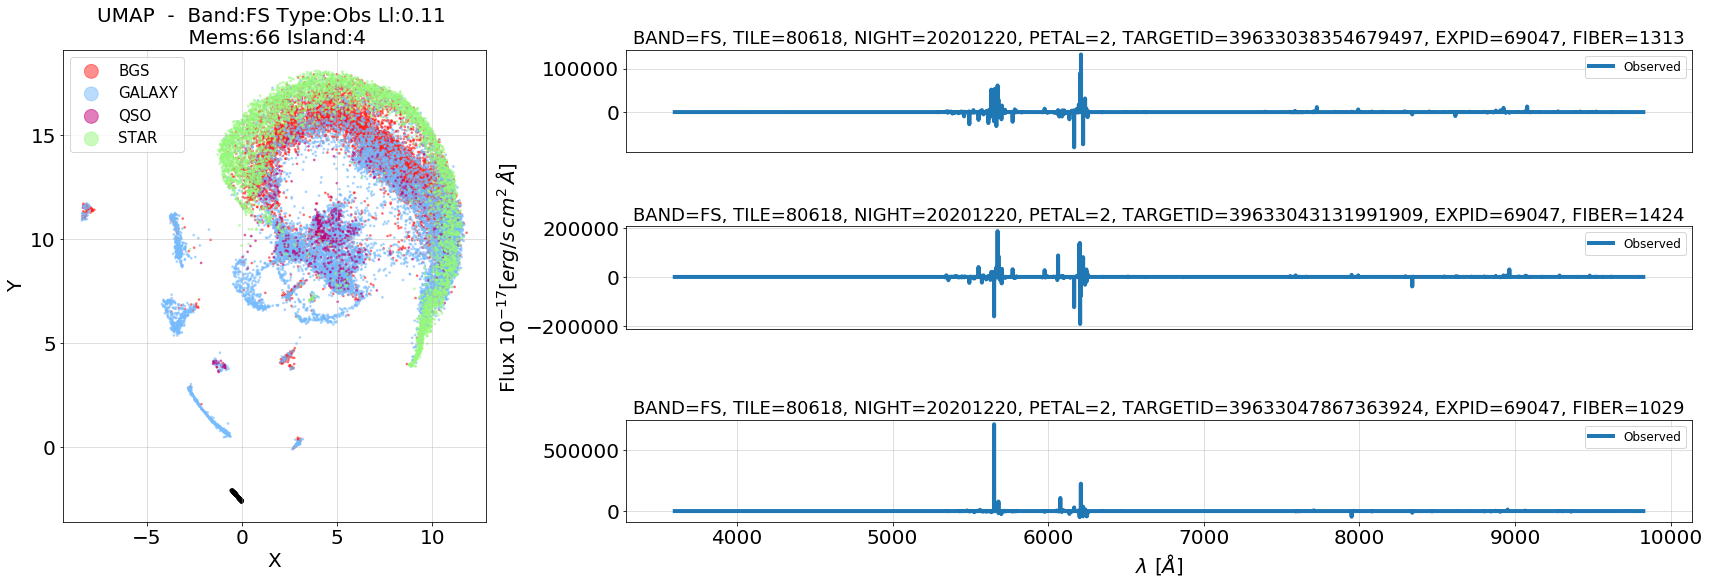 UMAP - Band:FS Type:Obs Ll:0.11
Mems:66 Island:4
BGS
GALAXY
QSO
STAR
15
10
5
0
Y
−5
0
5
10
X
BAND=FS, TILE=80618, NIGHT=20201220, PETAL=2, TARGETID=39633038354679497, EXPID=69047, FIBER=1313
Observed
100000
0
BAND=FS, TILE=80618, NIGHT=20201220, PETAL=2, TARGETID=39633043131991909, EXPID=69047, FIBER=1424
Observed
200000
0
−200000
Flux 10⁻¹⁷[erg/s cm² Å]
BAND=FS, TILE=80618, NIGHT=20201220, PETAL=2, TARGETID=39633047867363924, EXPID=69047, FIBER=1029
Observed
500000
0
4000
5000
6000
7000
8000
9000
10000
λ [Å]